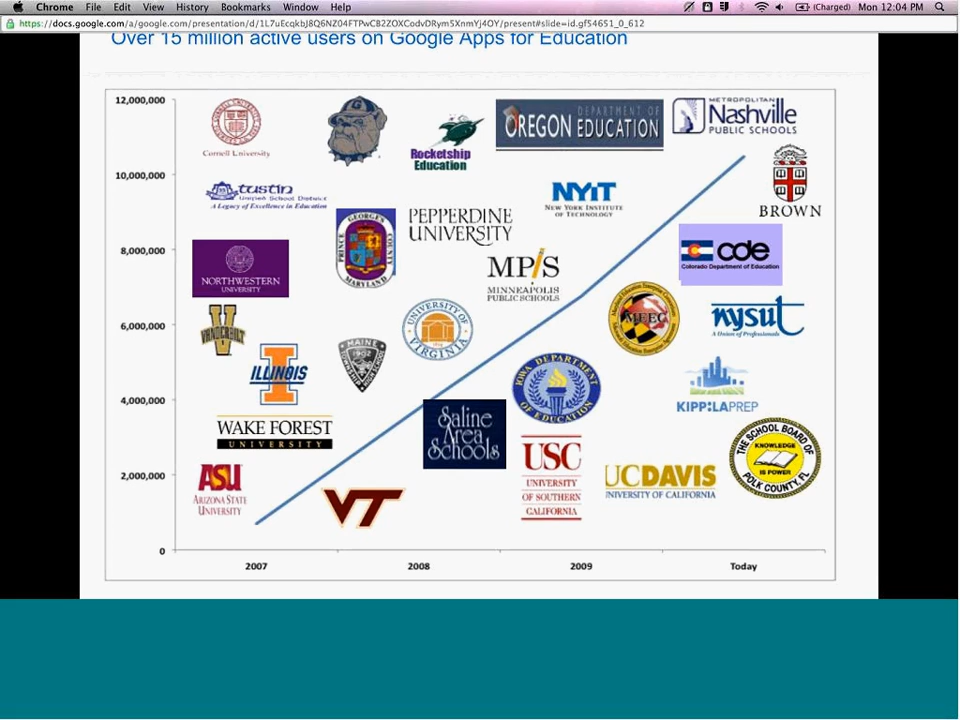 Chrome File Edit View History Bookmarks Window Help (Charged) Mon 12:04 PM
https://docs.google.com/a/google.com/presentation/d/1L7uEcqkbJ8Q6NZ04FTPwCB2ZOXCodvDRym5XnmYj4OY/present#slide=id.gf54651_0_612
Over 15 million active users on Google Apps for Education
12,000,000
10,000,000
8,000,000
6,000,000
4,000,000
2,000,000
0
2007
2008
2009
Today
Cornell University
G
Rocketship
Education
OREGON DEPARTMENT OF
EDUCATION
METROPOLITAN
Nashville
PUBLIC SCHOOLS
tustin
Unified School District
A Legacy of Excellence in Education
PRINCE GEORGE'S COUNTY
MARYLAND
PEPPERDINE
UNIVERSITY
NYiT
NEW YORK INSTITUTE
OF TECHNOLOGY
BROWN
NORTHWESTERN
UNIVERSITY
MP/S
MINNEAPOLIS
PUBLIC SCHOOLS
cde
Colorado Department of Education
V
VANDERBILT
UNIVERSITY OF
VIRGINIA
MEEC
nysut
A Union of Professionals
I
ILLINOIS
MAINE
1902
TOWNSHIP
HIGH SCHOOL
IOWA DEPARTMENT
OF EDUCATION
KIPP:LAPREP
WAKE FOREST
UNIVERSITY
Saline
Area
Schools
USC
UNIVERSITY
OF SOUTHERN
CALIFORNIA
UCDAVIS
UNIVERSITY OF CALIFORNIA
THE SCHOOL BOARD OF
KNOWLEDGE
IS POWER
POLK COUNTY, FL
ASU
ARIZONA STATE
UNIVERSITY
VT